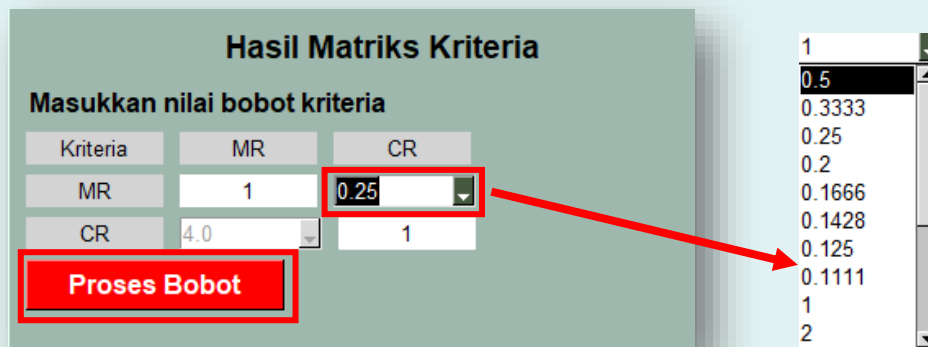 Hasil Matriks Kriteria
Masukkan nilai bobot kriteria
Kriteria MR CR
MR 1 0.25
CR 4.0 1
Proses Bobot
1
0.5
0.3333
0.25
0.2
0.1666
0.1428
0.125
0.1111
1
2